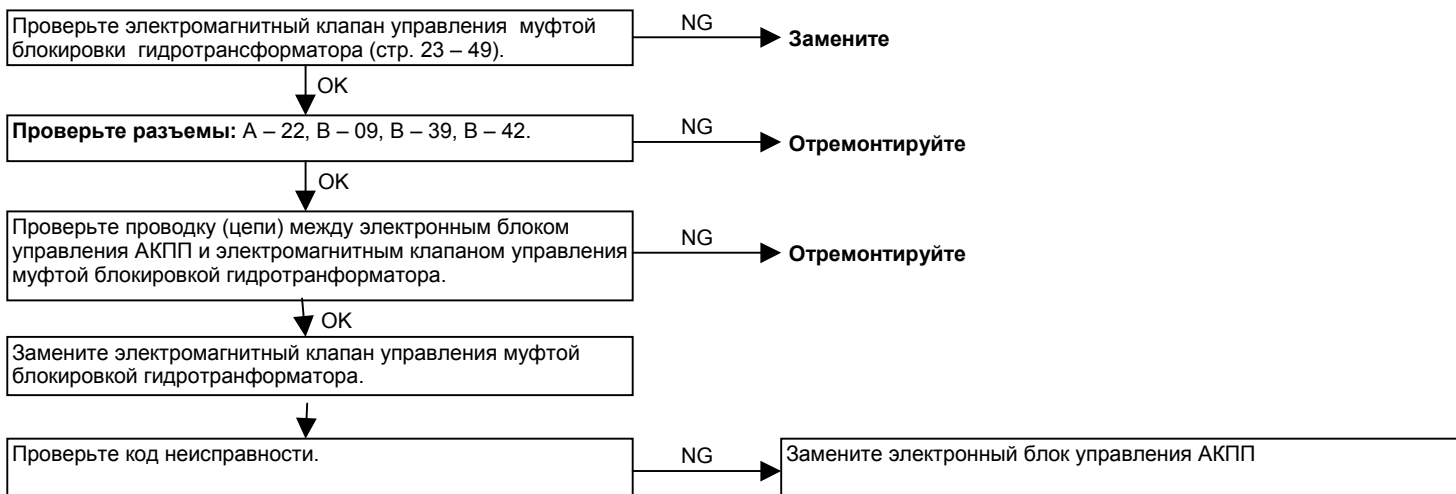 Проверьте электромагнитный клапан управления муфтой
блокировки гидротрансформатора (стр. 23 – 49).
NG
Замените
OK
Проверьте разъемы: А – 22, В – 09, В – 39, В – 42.
NG
Отремонтируйте
OK
Проверьте проводку (цепи) между электронным блоком
управления АКПП и электромагнитным клапаном управления
муфтой блокировкой гидротранформатора.
NG
Отремонтируйте
OK
Замените электромагнитный клапан управления муфтой
блокировкой гидротранформатора.
Проверьте код неисправности.
NG
Замените электронный блок управления АКПП